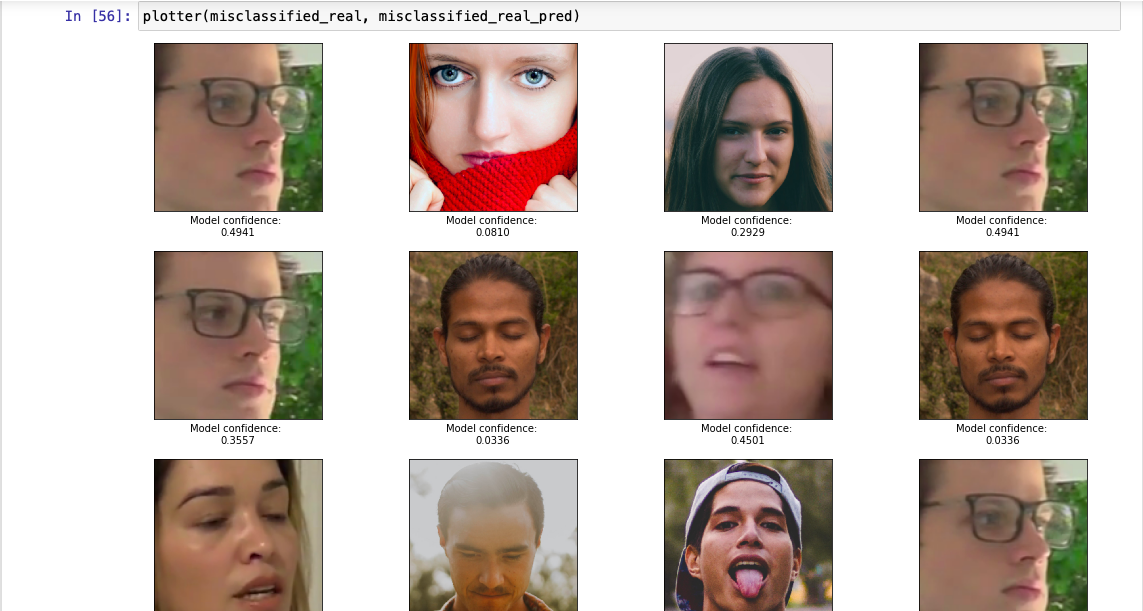 In [56]: plotter(misclassified_real, misclassified_real_pred)
Model confidence:
0.4941
Model confidence:
0.0810
Model confidence:
0.2929
Model confidence:
0.4941
Model confidence:
0.3557
Model confidence:
0.0336
Model confidence:
0.4501
Model confidence:
0.0336